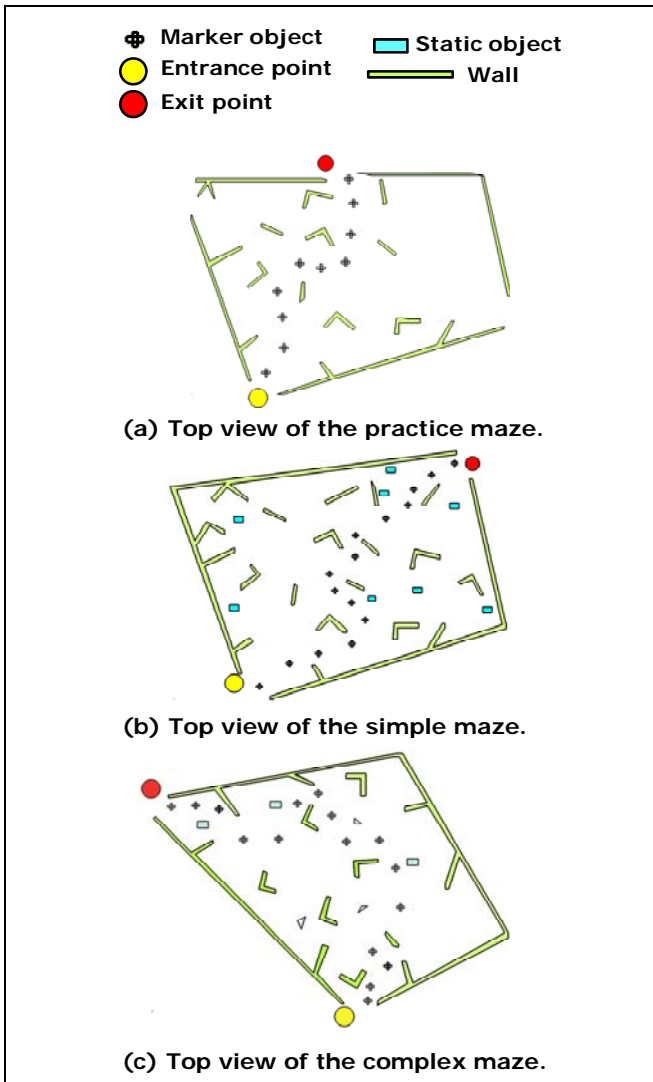 Marker object
Static object
Entrance point
Wall
Exit point
(a) Top view of the practice maze.
(b) Top view of the simple maze.
(c) Top view of the complex maze.